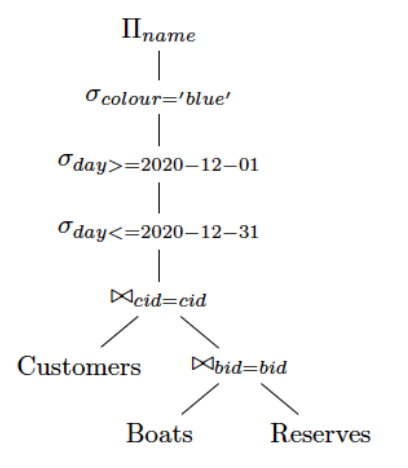 Π_name
σ_colour='blue'
σ_day>=2020−12−01
σ_day<=2020−12−31
⋈_cid=cid
Customers ⋈_bid=bid
Boats Reserves